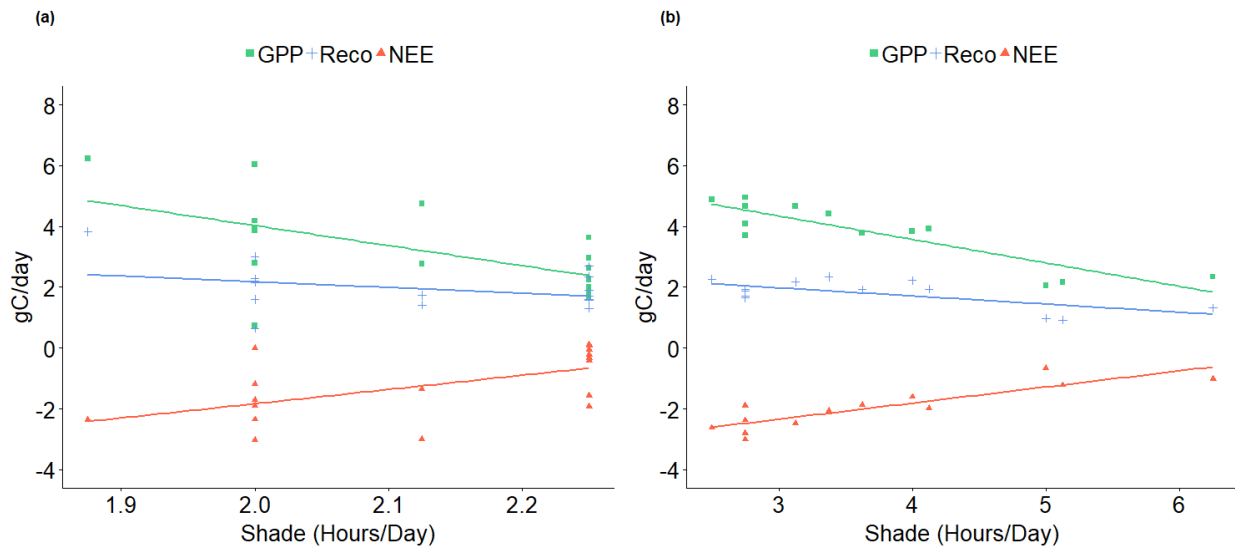 (a)
GPP Reco NEE
8
6
4
2
0
-2
-4
gC/day
1.9 2.0 2.1 2.2
Shade (Hours/Day)
(b)
GPP Reco NEE
8
6
4
2
0
-2
-4
gC/day
3 4 5 6
Shade (Hours/Day)